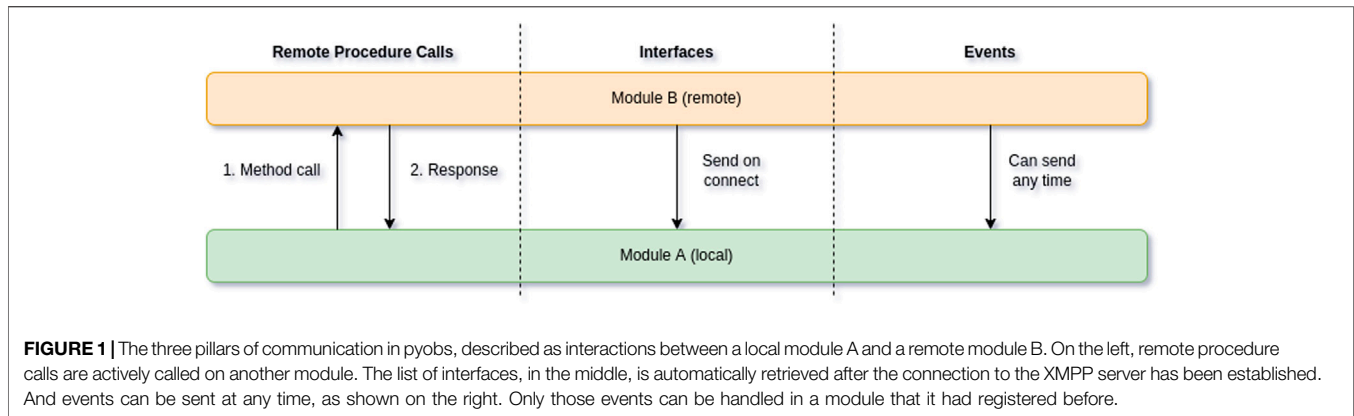 Remote Procedure Calls
Interfaces
Events
Module B (remote)
1. Method call
2. Response
Send on
connect
Can send
any time
Module A (local)
FIGURE 1 | The three pillars of communication in pyobs, described as interactions between a local module A and a remote module B. On the left, remote procedure
calls are actively called on another module. The list of interfaces, in the middle, is automatically retrieved after the connection to the XMPP server has been established.
And events can be sent at any time, as shown on the right. Only those events can be handled in a module that it had registered before.